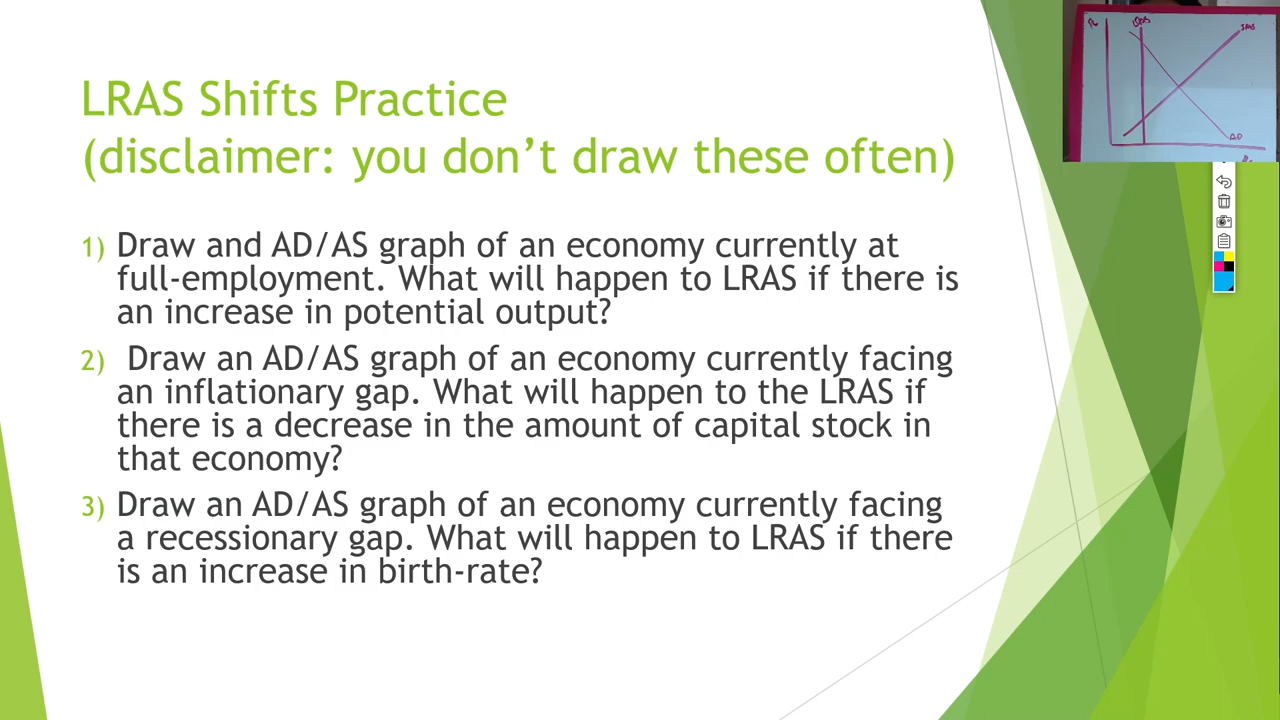 LRAS Shifts Practice
(disclaimer: you don’t draw these often)
1) Draw and AD/AS graph of an economy currently at
full-employment. What will happen to LRAS if there is
an increase in potential output?
2) Draw an AD/AS graph of an economy currently facing
an inflationary gap. What will happen to the LRAS if
there is a decrease in the amount of capital stock in
that economy?
3) Draw an AD/AS graph of an economy currently facing
a recessionary gap. What will happen to LRAS if there
is an increase in birth-rate?
SRAS
AD